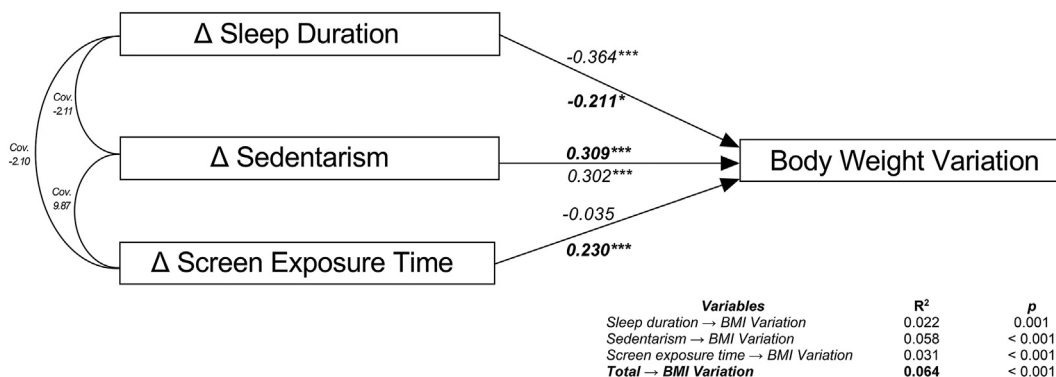 Δ Sleep Duration
-0.364***
-0.211*
Cov.
-2.11
Cov.
-2.10
Δ Sedentarism
0.309***
0.302***
Body Weight Variation
Cov.
9.87
-0.035
0.230***
Δ Screen Exposure Time
Variables R² p
Sleep duration → BMI Variation 0.022 0.001
Sedentarism → BMI Variation 0.058 < 0.001
Screen exposure time → BMI Variation 0.031 < 0.001
Total → BMI Variation 0.064 < 0.001